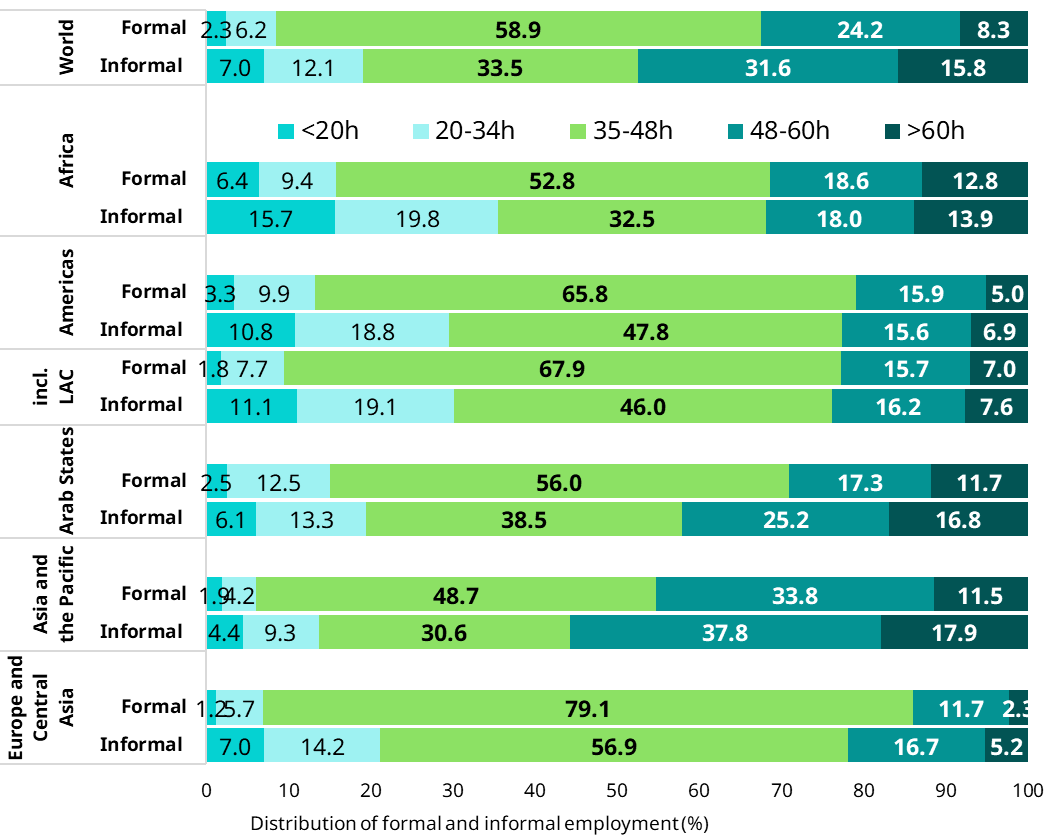 World
Formal 2.3 6.2 58.9 24.2 8.3
Informal 7.0 12.1 33.5 31.6 15.8
<20h 20-34h 35-48h 48-60h >60h
Africa
Formal 6.4 9.4 52.8 18.6 12.8
Informal 15.7 19.8 32.5 18.0 13.9
Americas
Formal 3.3 9.9 65.8 15.9 5.0
Informal 10.8 18.8 47.8 15.6 6.9
incl.
LAC
Formal 1.8 7.7 67.9 15.7 7.0
Informal 11.1 19.1 46.0 16.2 7.6
Arab States
Formal 2.5 12.5 56.0 17.3 11.7
Informal 6.1 13.3 38.5 25.2 16.8
Asia and
the Pacific
Formal 1.9 4.2 48.7 33.8 11.5
Informal 4.4 9.3 30.6 37.8 17.9
Europe and
Central
Asia
Formal 1.2 5.7 79.1 11.7 2.3
Informal 7.0 14.2 56.9 16.7 5.2
0 10 20 30 40 50 60 70 80 90 100
Distribution of formal and informal employment (%)